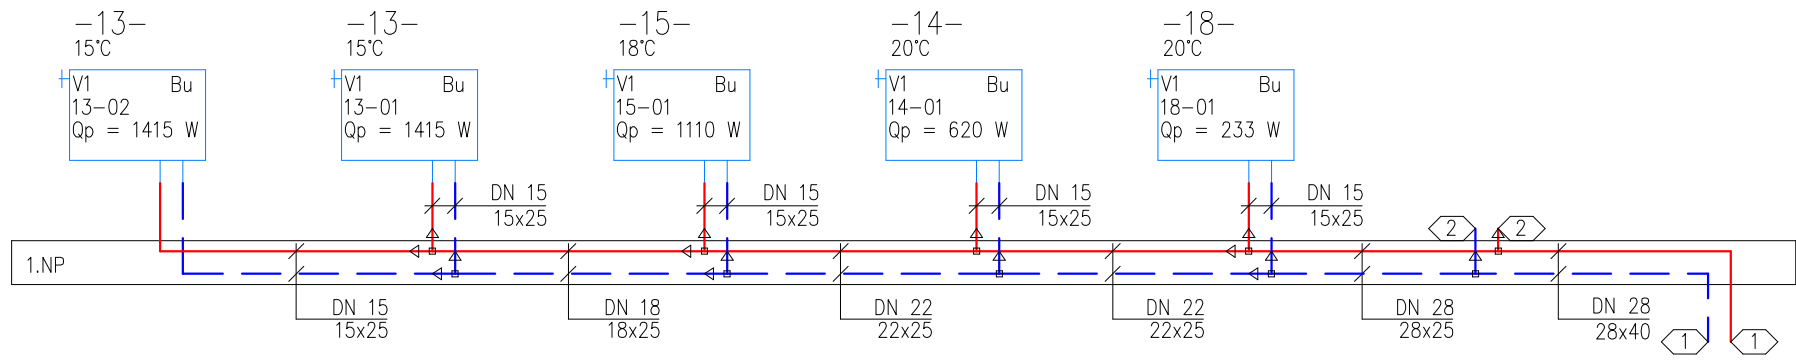 -13-
15°C
V1 Bu
13-02
Qp = 1415 W
-13-
15°C
V1 Bu
13-01
Qp = 1415 W
-15-
18°C
V1 Bu
15-01
Qp = 1110 W
-14-
20°C
V1 Bu
14-01
Qp = 620 W
-18-
20°C
V1 Bu
18-01
Qp = 233 W
DN 15
15x25
DN 15
15x25
DN 15
15x25
DN 15
15x25
2
2
1.NP
DN 15
15x25
DN 18
18x25
DN 22
22x25
DN 22
22x25
DN 28
28x25
DN 28
28x40
1
1